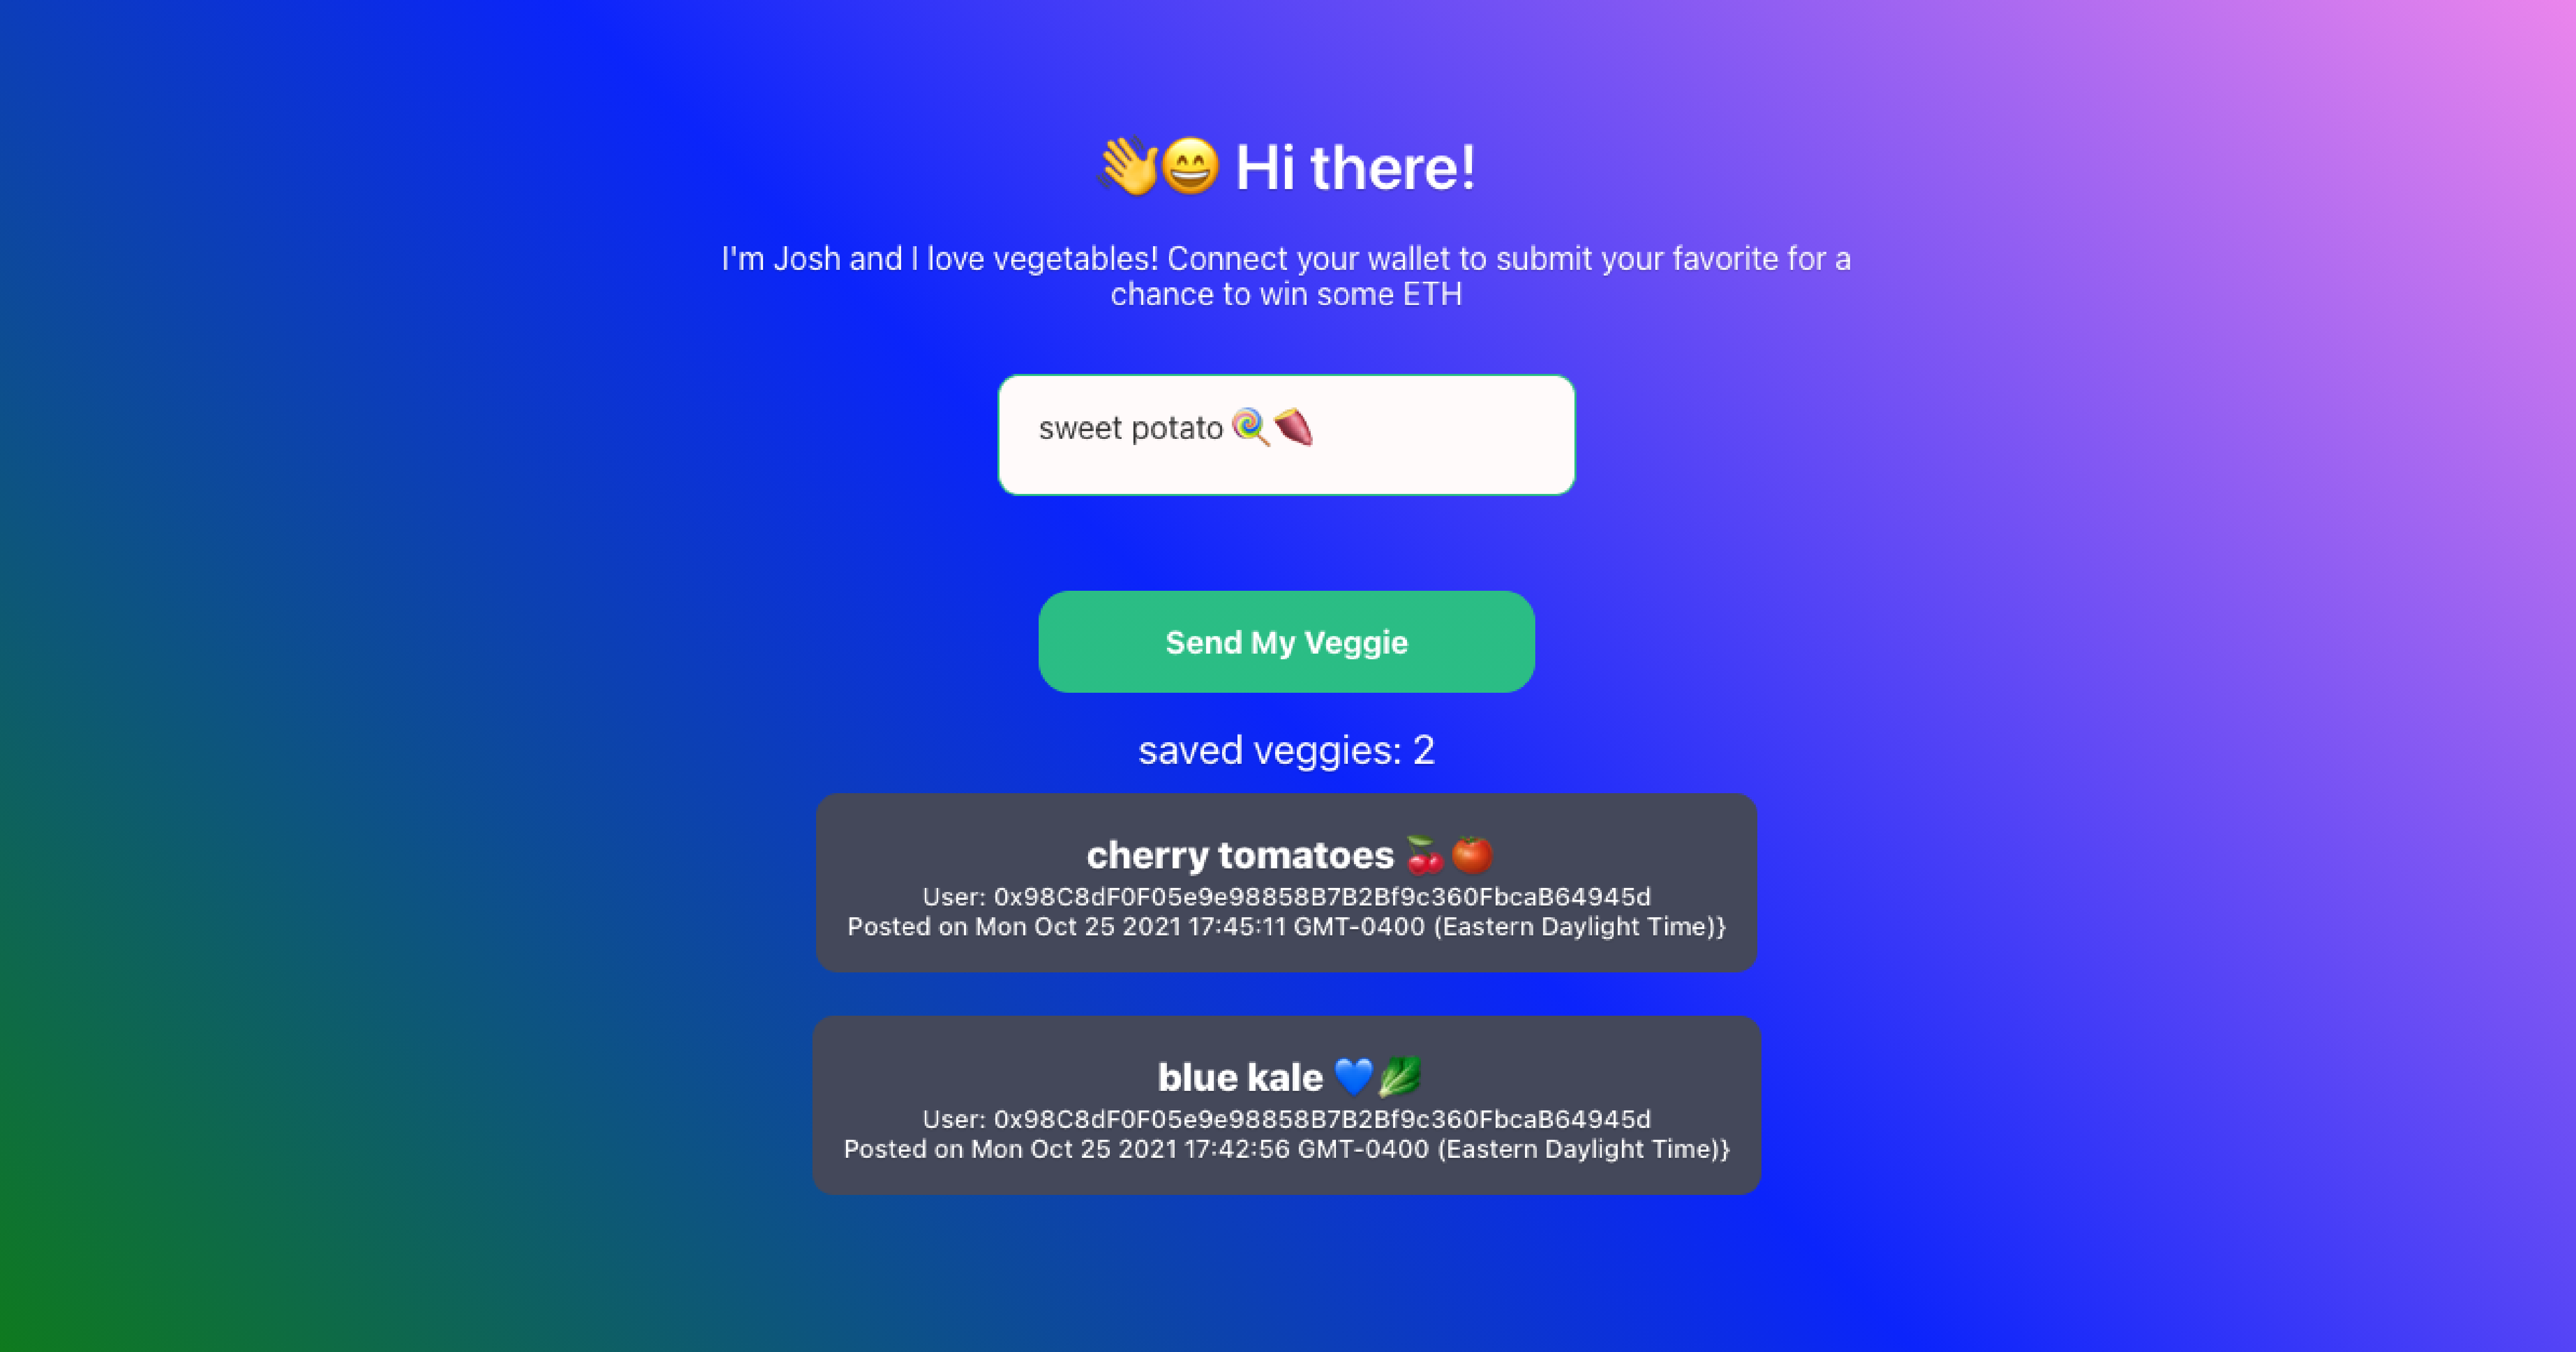 👋😄 Hi there!
I'm Josh and I love vegetables! Connect your wallet to submit your favorite for a
chance to win some ETH
sweet potato 🍭🍠
Send My Veggie
saved veggies: 2
cherry tomatoes 🍒🍅
User: 0x98C8dF0F05e9e98858B7B2Bf9c360FbcaB64945d
Posted on Mon Oct 25 2021 17:45:11 GMT-0400 (Eastern Daylight Time)}
blue kale 💙🥬
User: 0x98C8dF0F05e9e98858B7B2Bf9c360FbcaB64945d
Posted on Mon Oct 25 2021 17:42:56 GMT-0400 (Eastern Daylight Time)}